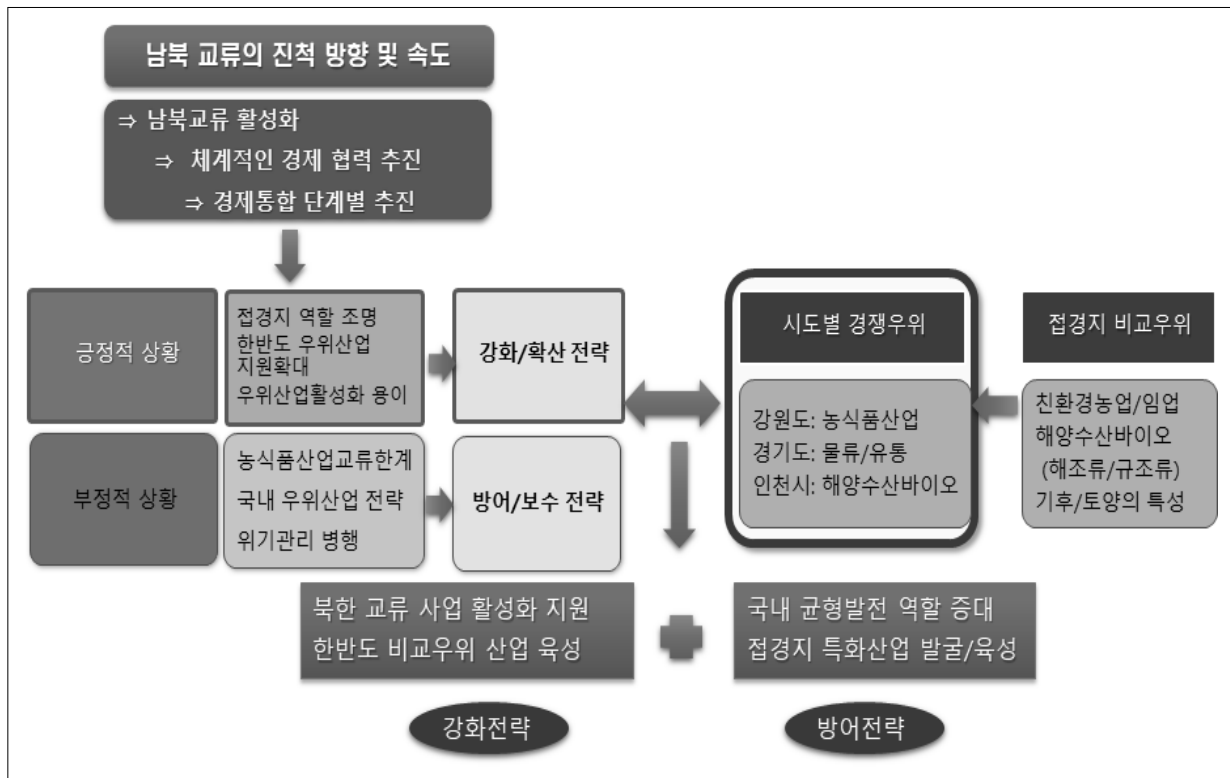 남북 교류의 진척 방향 및 속도
⇒ 남북교류 활성화
⇒ 체계적인 경제 협력 추진
⇒ 경제통합 단계별 추진
긍정적 상황
접경지 역할 조명
한반도 우위산업
지원확대
우위산업활성화 용이
강화/확산 전략
부정적 상황
농식품산업교류한계
국내 우위산업 전략
위기관리 병행
방어/보수 전략
시도별 경쟁우위
강원도: 농식품산업
경기도: 물류/유통
인천시: 해양수산바이오
접경지 비교우위
친환경농업/임업
해양수산바이오
(해조류/규조류)
기후/토양의 특성
북한 교류 사업 활성화 지원
한반도 비교우위 산업 육성
국내 균형발전 역할 증대
접경지 특화산업 발굴/육성
강화전략
방어전략